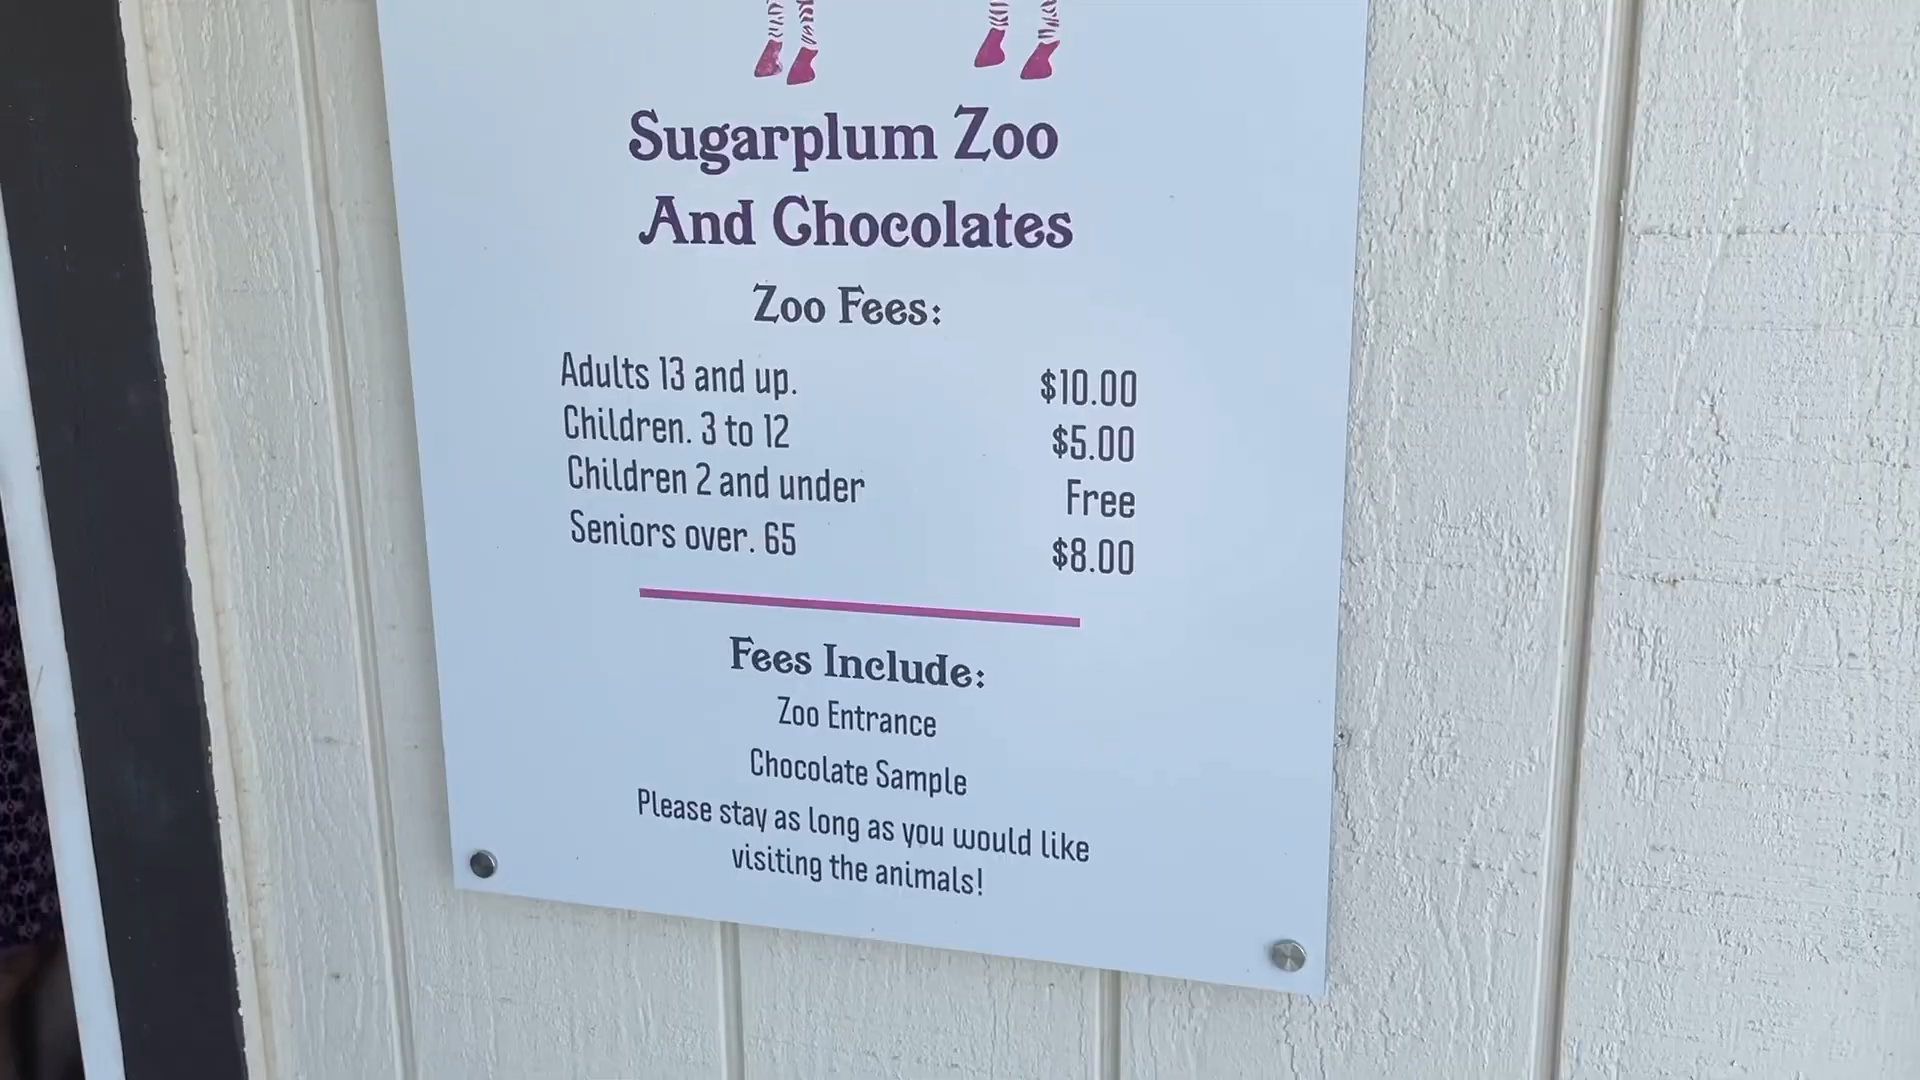 Sugarplum Zoo
And Chocolates
Zoo Fees:
Adults 13 and up. $10.00
Children. 3 to 12 $5.00
Children 2 and under Free
Seniors over. 65 $8.00
Fees Include:
Zoo Entrance
Chocolate Sample
Please stay as long as you would like
visiting the animals!